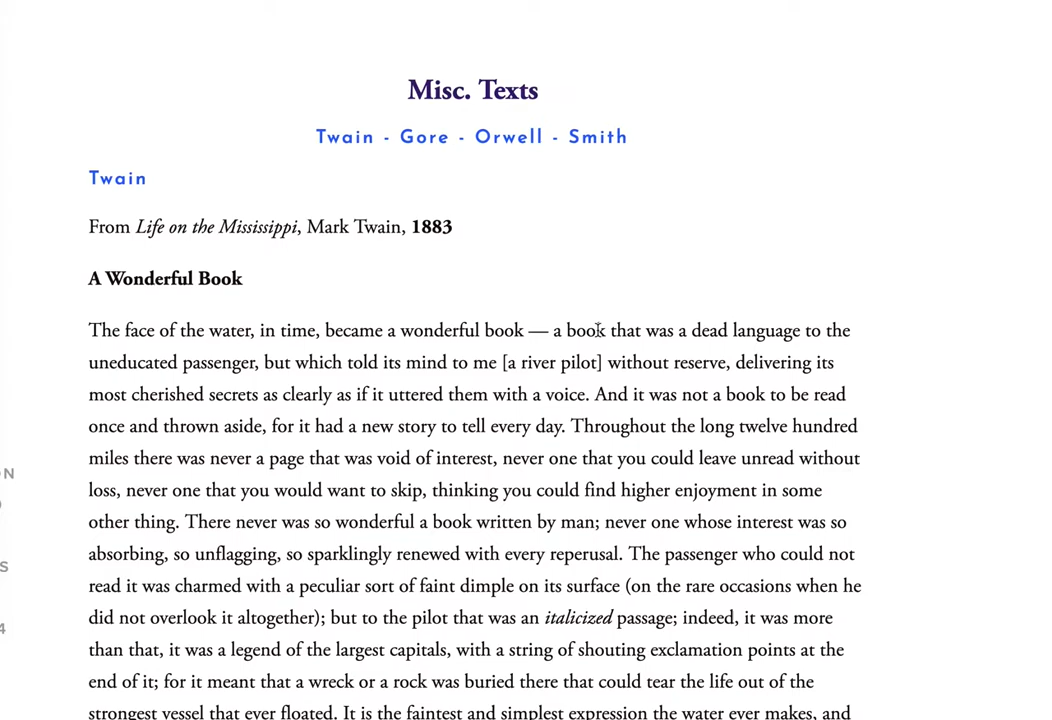 Misc. Texts
Twain - Gore - Orwell - Smith
Twain
From Life on the Mississippi, Mark Twain, 1883
A Wonderful Book
The face of the water, in time, became a wonderful book — a book that was a dead language to the
uneducated passenger, but which told its mind to me [a river pilot] without reserve, delivering its
most cherished secrets as clearly as if it uttered them with a voice. And it was not a book to be read
once and thrown aside, for it had a new story to tell every day. Throughout the long twelve hundred
miles there was never a page that was void of interest, never one that you could leave unread without
loss, never one that you would want to skip, thinking you could find higher enjoyment in some
other thing. There never was so wonderful a book written by man; never one whose interest was so
absorbing, so unflagging, so sparklingly renewed with every reperusal. The passenger who could not
read it was charmed with a peculiar sort of faint dimple on its surface (on the rare occasions when he
did not overlook it altogether); but to the pilot that was an italicized passage; indeed, it was more
than that, it was a legend of the largest capitals, with a string of shouting exclamation points at the
end of it; for it meant that a wreck or a rock was buried there that could tear the life out of the
strongest vessel that ever floated. It is the faintest and simplest expression the water ever makes, and